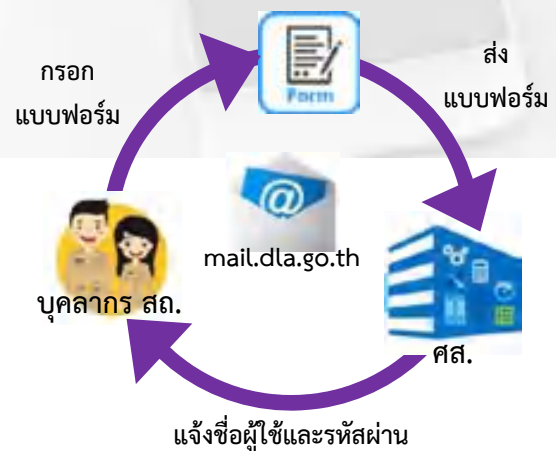 กรอก
แบบฟอร์ม
Form
ส่ง
แบบฟอร์ม
@
mail.dla.go.th
บุคลากร สถ.
ศส.
แจ้งชื่อผู้ใช้และรหัสผ่าน